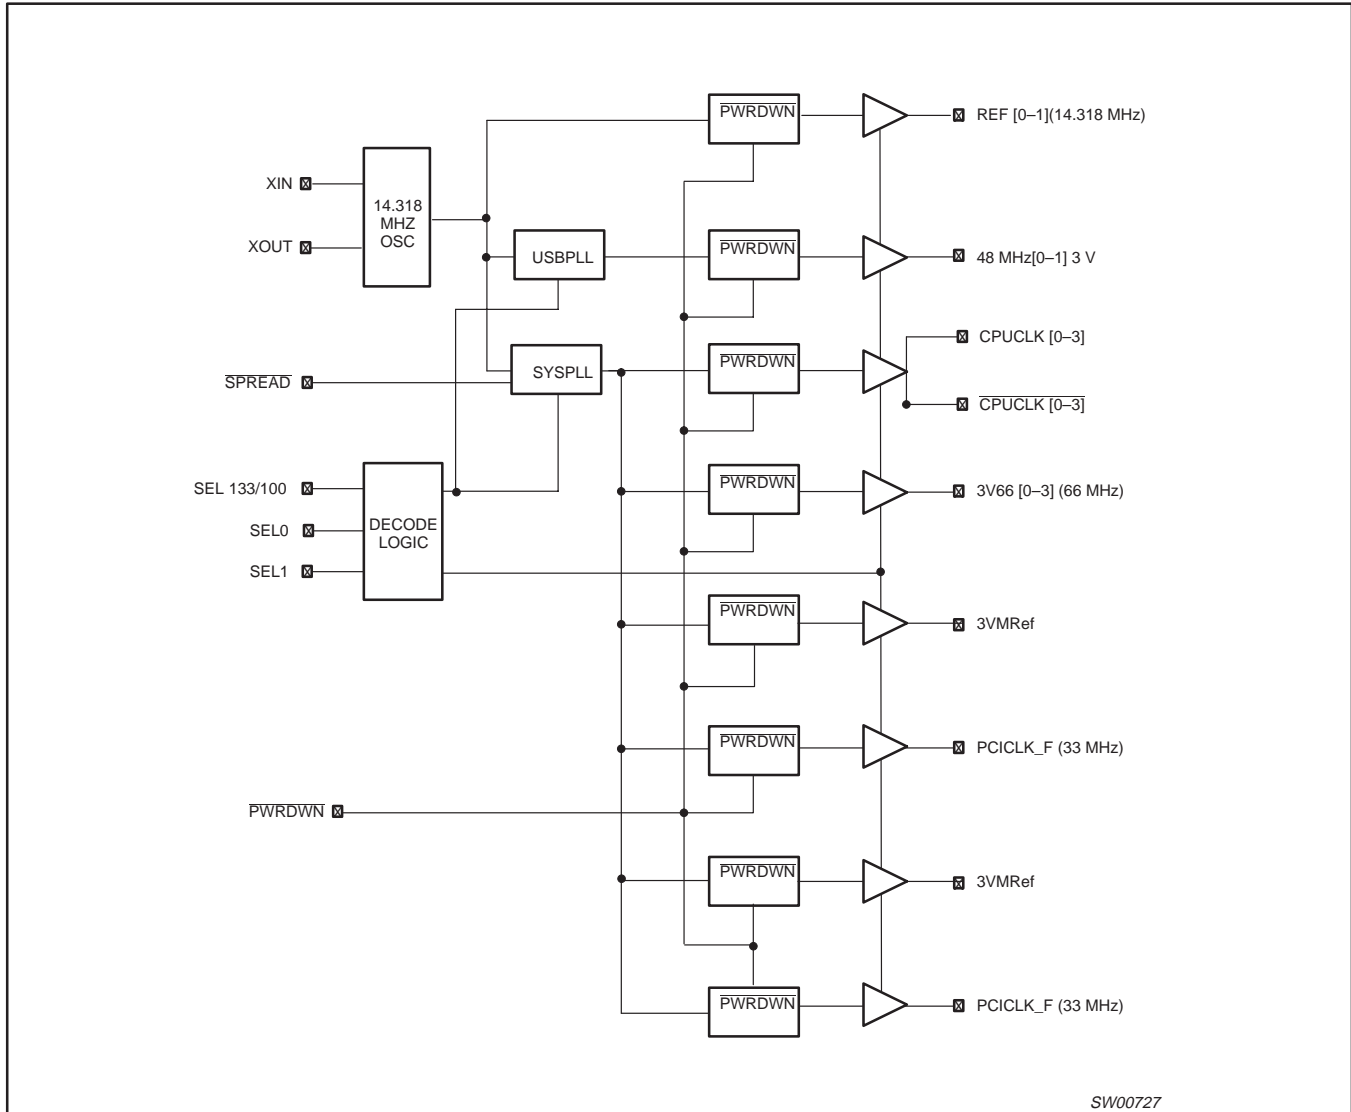 PWRDWN
REF [0–1](14.318 MHz)
XIN
14.318
MHZ
OSC
XOUT
USBPLL
PWRDWN
48 MHz[0–1] 3 V
CPUCLK [0–3]
SPREAD
SYSPLL
PWRDWN
CPUCLK [0–3]
SEL 133/100
SEL0
SEL1
DECODE
LOGIC
PWRDWN
3V66 [0–3] (66 MHz)
PWRDWN
3VMRef
PWRDWN
PCICLK_F (33 MHz)
PWRDWN
PWRDWN
3VMRef
PWRDWN
PCICLK_F (33 MHz)
SW00727